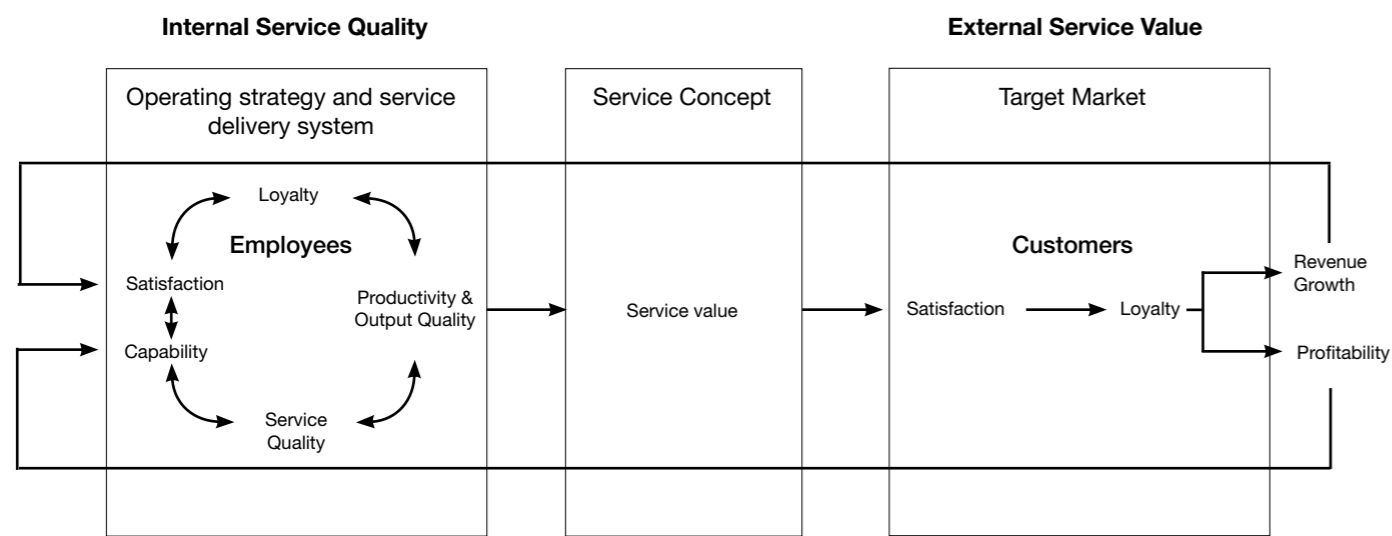 Internal Service Quality
External Service Value
Operating strategy and service
delivery system
Service Concept
Target Market
Loyalty
Employees
Satisfaction
Productivity &
Output Quality
Capability
Service
Quality
Service value
Customers
Satisfaction
Loyalty
Revenue
Growth
Profitability